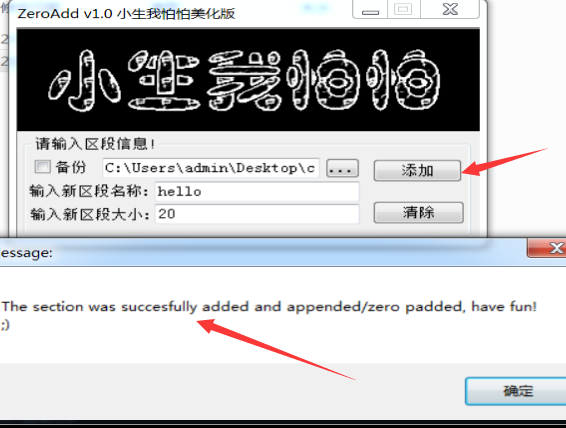 ZeroAdd v1.0 小生我怕怕美化版
小生我怕怕
请输入区段信息!
备份 C:\Users\admin\Desktop\c ... 添加
输入新区段名称: hello
输入新区段大小: 20 清除
essage:
The section was succesfully added and appended/zero padded, have fun!
;)
确定